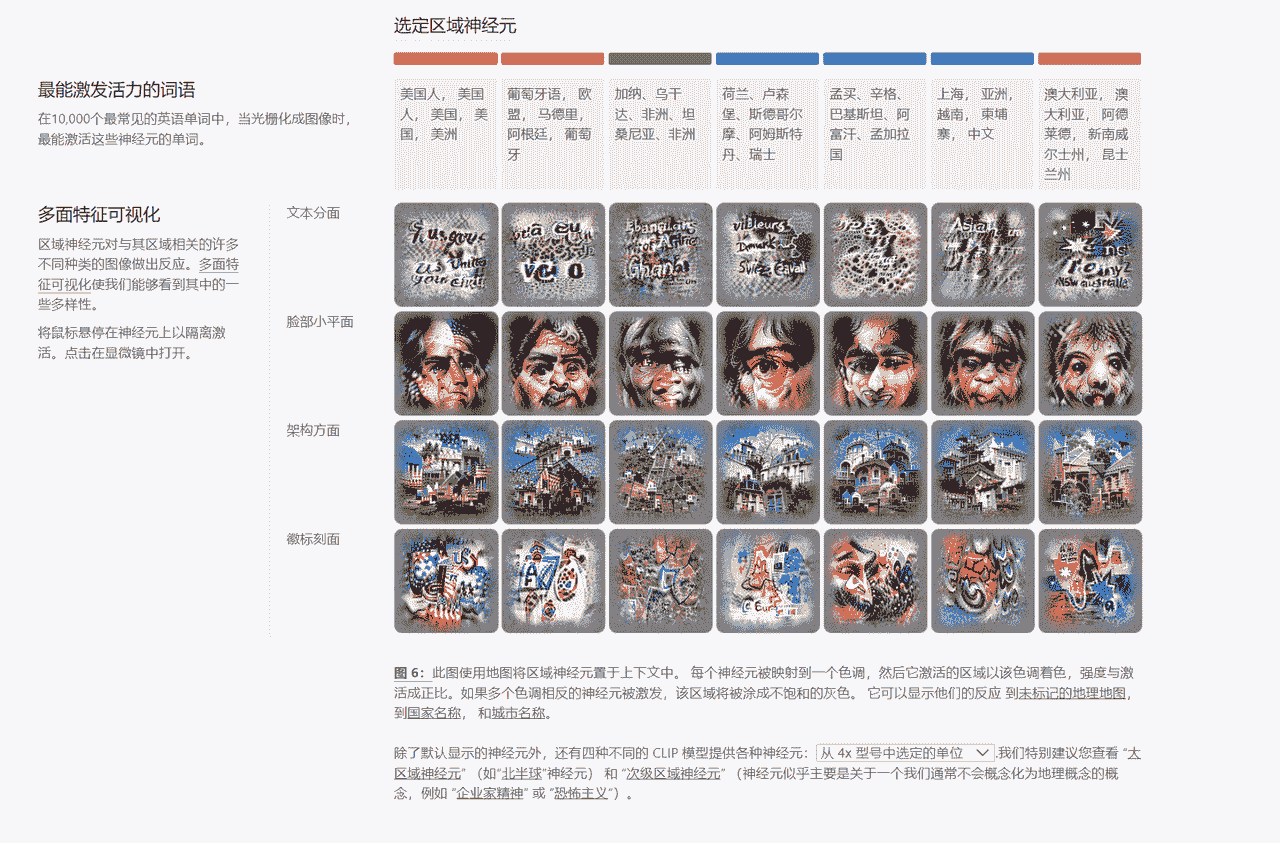 选定区域神经元
最能激发活力的词语
在10,000个最常见的英语单词中，当光栅化成图像时，
最能激活这些神经元的单词。
美国人， 美国
人， 美国， 美
国， 美洲
葡萄牙语， 欧
盟， 马德里，
阿根廷， 葡萄
牙
加纳、乌干
达、非洲、坦
桑尼亚、非洲
荷兰、卢森
堡、斯德哥尔
摩、阿姆斯特
丹、瑞士
孟买、辛格、
巴基斯坦、阿
富汗、孟加拉
国
上海， 亚洲，
越南， 柬埔
寨， 中文
澳大利亚， 澳
大利亚， 阿德
莱德， 新南威
尔士州， 昆士
兰州
多面特征可视化
区域神经元对与其区域相关的许多
不同种类的图像做出反应。多面特
征可视化使我们能够看到其中的一
些多样性。
将鼠标悬停在神经元上以隔离激
活。点击在显微镜中打开。
文本分面
脸部小平面
架构方面
徽标刻面
图 6：此图使用地图将区域神经元置于上下文中。 每个神经元被映射到一个色调，然后它激活的区域以该色调着色，强度与激
活成正比。如果多个色调相反的神经元被激发，该区域将被涂成不饱和的灰色。 它可以显示他们的反应 到未标记的地理地图，
到国家名称， 和城市名称。
除了默认显示的神经元外，还有四种不同的 CLIP 模型提供各种神经元： 从 4x 型号中选定的单位 .我们特别建议您查看 “太
区域神经元” （如“北半球”神经元） 和 “次级区域神经元” （神经元似乎主要是关于一个我们通常不会概念化为地理概念的概
念，例如 “企业家精神” 或 ”恐怖主义“）。